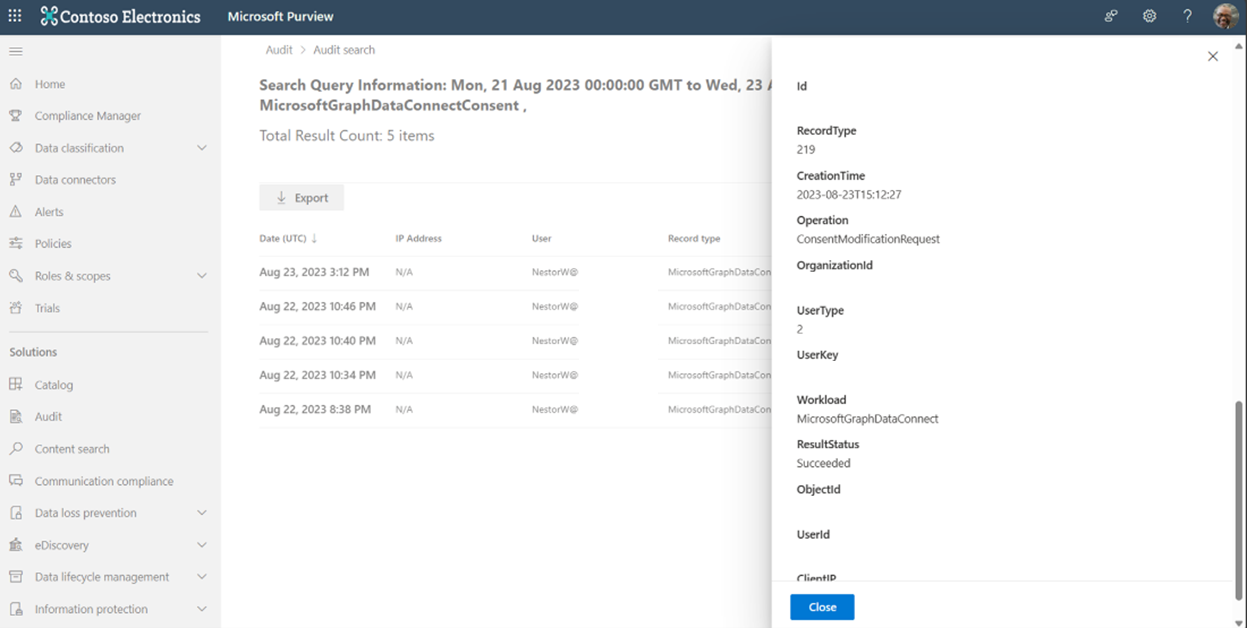 Contoso Electronics
Microsoft Purview
?
Home
Compliance Manager
Data classification
Data connectors
Alerts
Policies
Roles & scopes
Trials
Solutions
Catalog
Audit
Content search
Communication compliance
Data loss prevention
eDiscovery
Data lifecycle management
Information protection
Audit > Audit search
Search Query Information: Mon, 21 Aug 2023 00:00:00 GMT to Wed, 23
MicrosoftGraphDataConnectConsent ,
Total Result Count: 5 items
Export
Date (UTC) ↓ IP Address User Record type
Aug 23, 2023 3:12 PM N/A NestorW@ MicrosoftGraphDataCon
Aug 22, 2023 10:46 PM N/A NestorW@ MicrosoftGraphDataCon
Aug 22, 2023 10:40 PM N/A NestorW@ MicrosoftGraphDataCon
Aug 22, 2023 10:34 PM N/A NestorW@ MicrosoftGraphDataCon
Aug 22, 2023 8:38 PM N/A NestorW@ MicrosoftGraphDataCon
Id
RecordType
219
CreationTime
2023-08-23T15:12:27
Operation
ConsentModificationRequest
OrganizationId
UserType
2
UserKey
Workload
MicrosoftGraphDataConnect
ResultStatus
Succeeded
ObjectId
UserId
ClientIP
Close